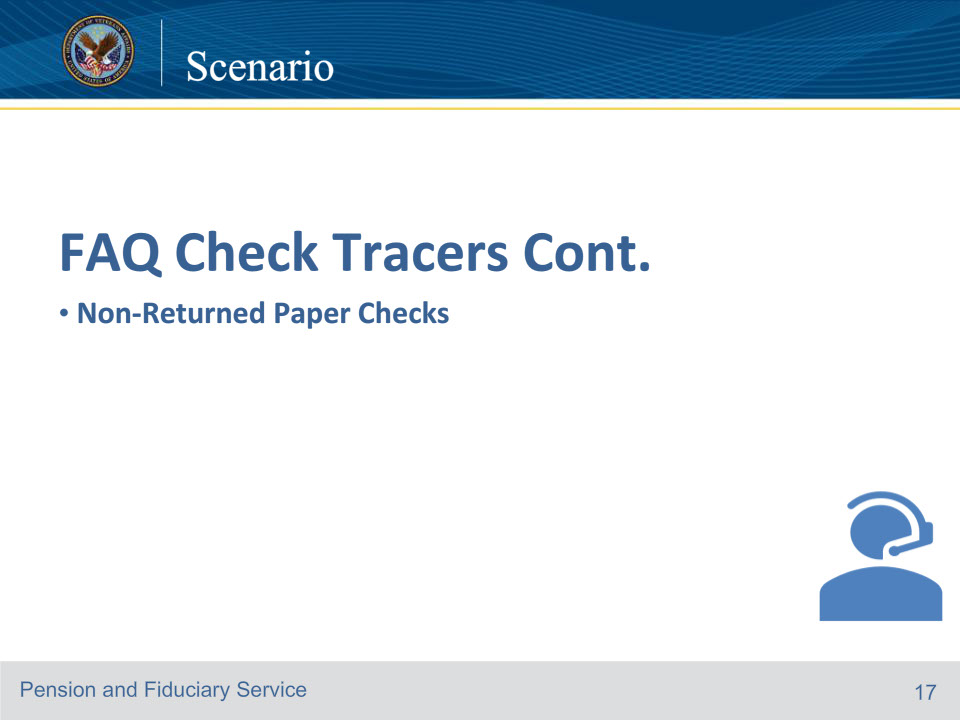 Scenario
FAQ Check Tracers Cont.
• Non-Returned Paper Checks
Pension and Fiduciary Service
17